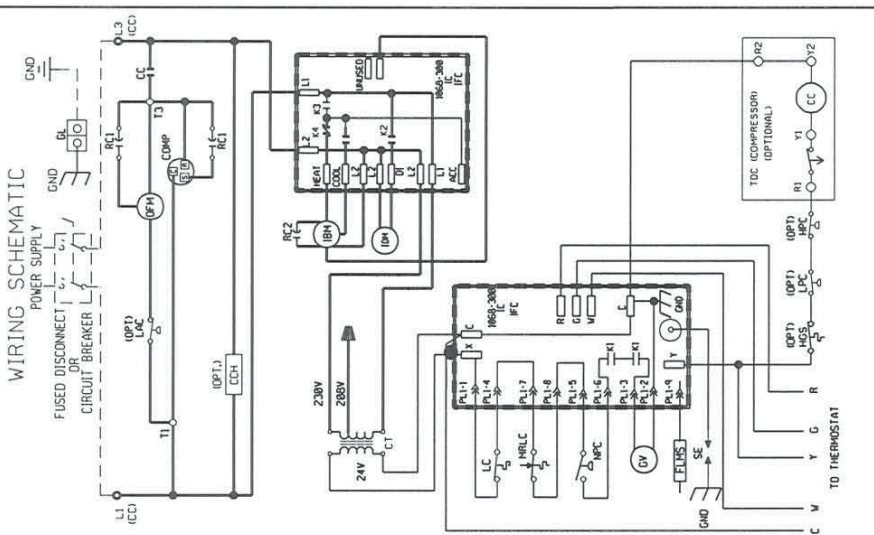 WIRING SCHEMATIC
POWER SUPPLY
FUSED DISCONNECT
OR
CIRCUIT BREAKER
GND
GL
GND
L1
(CC)
L3
(CC)
CC
T3
RC1
COMP
C
S
R
RC1
OFM
(OPT)
LAC
T1
(OPT.)
CCH
UNUSED
1068-300
IC
IFC
L1
K3
K4
K2
L2
HEAT
COOL
L2
L2
DI
L2
L1
ACC
RC2
IBM
IDM
230V
208V
24V
CT
1068-300
IC
IFC
R
G
W
C
GND
C
X
K1
K1
Y
PL1-1
PL1-4
PL1-7
PL1-8
PL1-5
PL1-6
PL1-3
PL1-2
PL1-9
LC
MRLC
NPC
GV
FLMS
SE
GND
R2
Y2
CC
Y1
R1
TDC (COMPRESSOR)
(OPTIONAL)
(OPT)
HPC
(OPT)
LPC
(OPT)
HGS
R
G
Y
W
C
TO THERMOSTAT